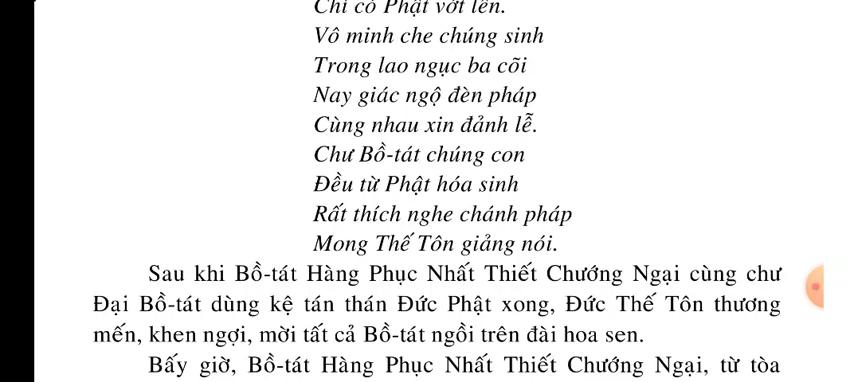 Chỉ có Phật vớt lên.
Vô minh che chúng sinh
Trong lao ngục ba cõi
Nay giác ngộ đèn pháp
Cùng nhau xin đảnh lễ.
Chư Bồ-tát chúng con
Đều từ Phật hóa sinh
Rất thích nghe chánh pháp
Mong Thế Tôn giảng nói.
Sau khi Bồ-tát Hàng Phục Nhất Thiết Chướng Ngại cùng chư
Đại Bồ-tát dùng kệ tán thán Đức Phật xong, Đức Thế Tôn thương
mến, khen ngợi, mời tất cả Bồ-tát ngồi trên đài hoa sen.
Bấy giờ, Bồ-tát Hàng Phục Nhất Thiết Chướng Ngại, từ tòa